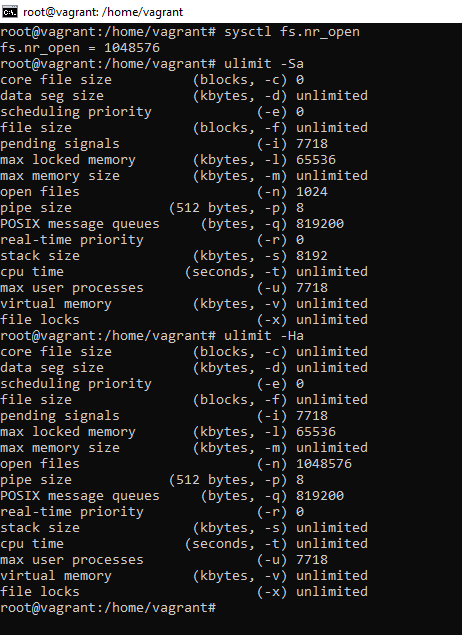 root@vagrant: /home/vagrant
root@vagrant:/home/vagrant# sysctl fs.nr_open
fs.nr_open = 1048576
root@vagrant:/home/vagrant# ulimit -Sa
core file size          (blocks, -c) 0
data seg size           (kbytes, -d) unlimited
scheduling priority             (-e) 0
file size               (blocks, -f) unlimited
pending signals                 (-i) 7718
max locked memory       (kbytes, -l) 65536
max memory size         (kbytes, -m) unlimited
open files                      (-n) 1024
pipe size            (512 bytes, -p) 8
POSIX message queues     (bytes, -q) 819200
real-time priority              (-r) 0
stack size              (kbytes, -s) 8192
cpu time               (seconds, -t) unlimited
max user processes              (-u) 7718
virtual memory          (kbytes, -v) unlimited
file locks                      (-x) unlimited
root@vagrant:/home/vagrant# ulimit -Ha
core file size          (blocks, -c) unlimited
data seg size           (kbytes, -d) unlimited
scheduling priority             (-e) 0
file size               (blocks, -f) unlimited
pending signals                 (-i) 7718
max locked memory       (kbytes, -l) 65536
max memory size         (kbytes, -m) unlimited
open files                      (-n) 1048576
pipe size            (512 bytes, -p) 8
POSIX message queues     (bytes, -q) 819200
real-time priority              (-r) 0
stack size              (kbytes, -s) unlimited
cpu time               (seconds, -t) unlimited
max user processes              (-u) 7718
virtual memory          (kbytes, -v) unlimited
file locks                      (-x) unlimited
root@vagrant:/home/vagrant#